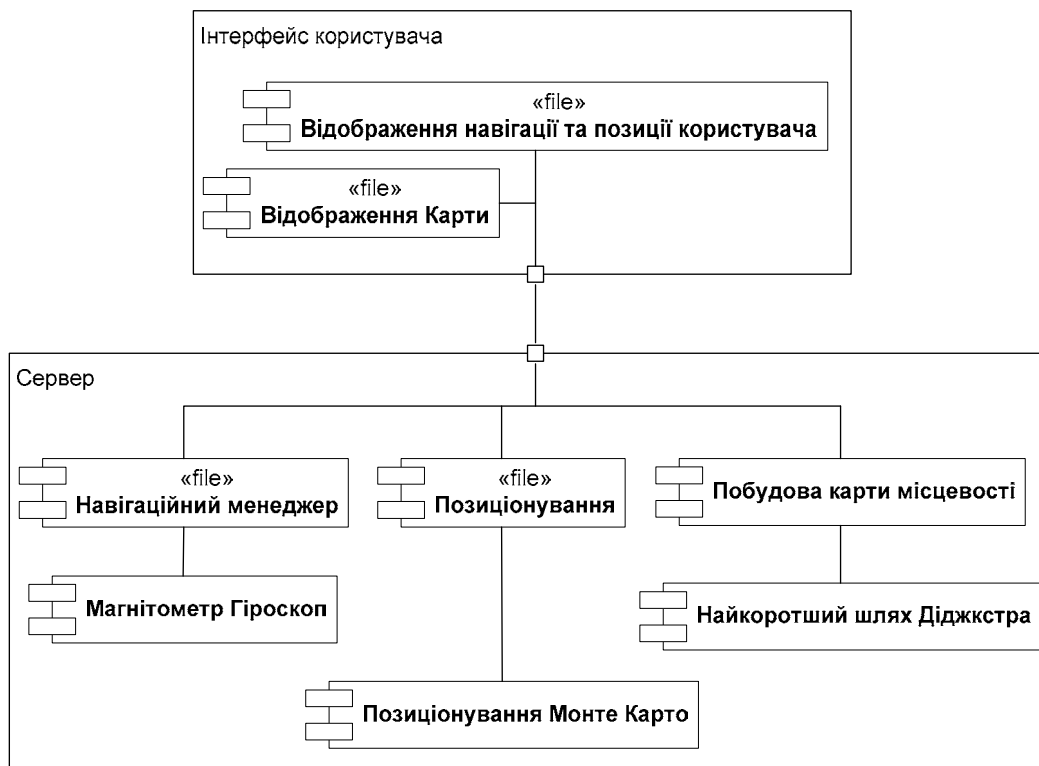 Інтерфейс користувача
«file»
Відображення навігації та позиції користувача
«file»
Відображення Карти
Сервер
«file»
Навігаційний менеджер
«file»
Позиціонування
Побудова карти місцевості
Магнітометр Гіроскоп
Найкоротший шлях Діджкстра
Позиціонування Монте Карто